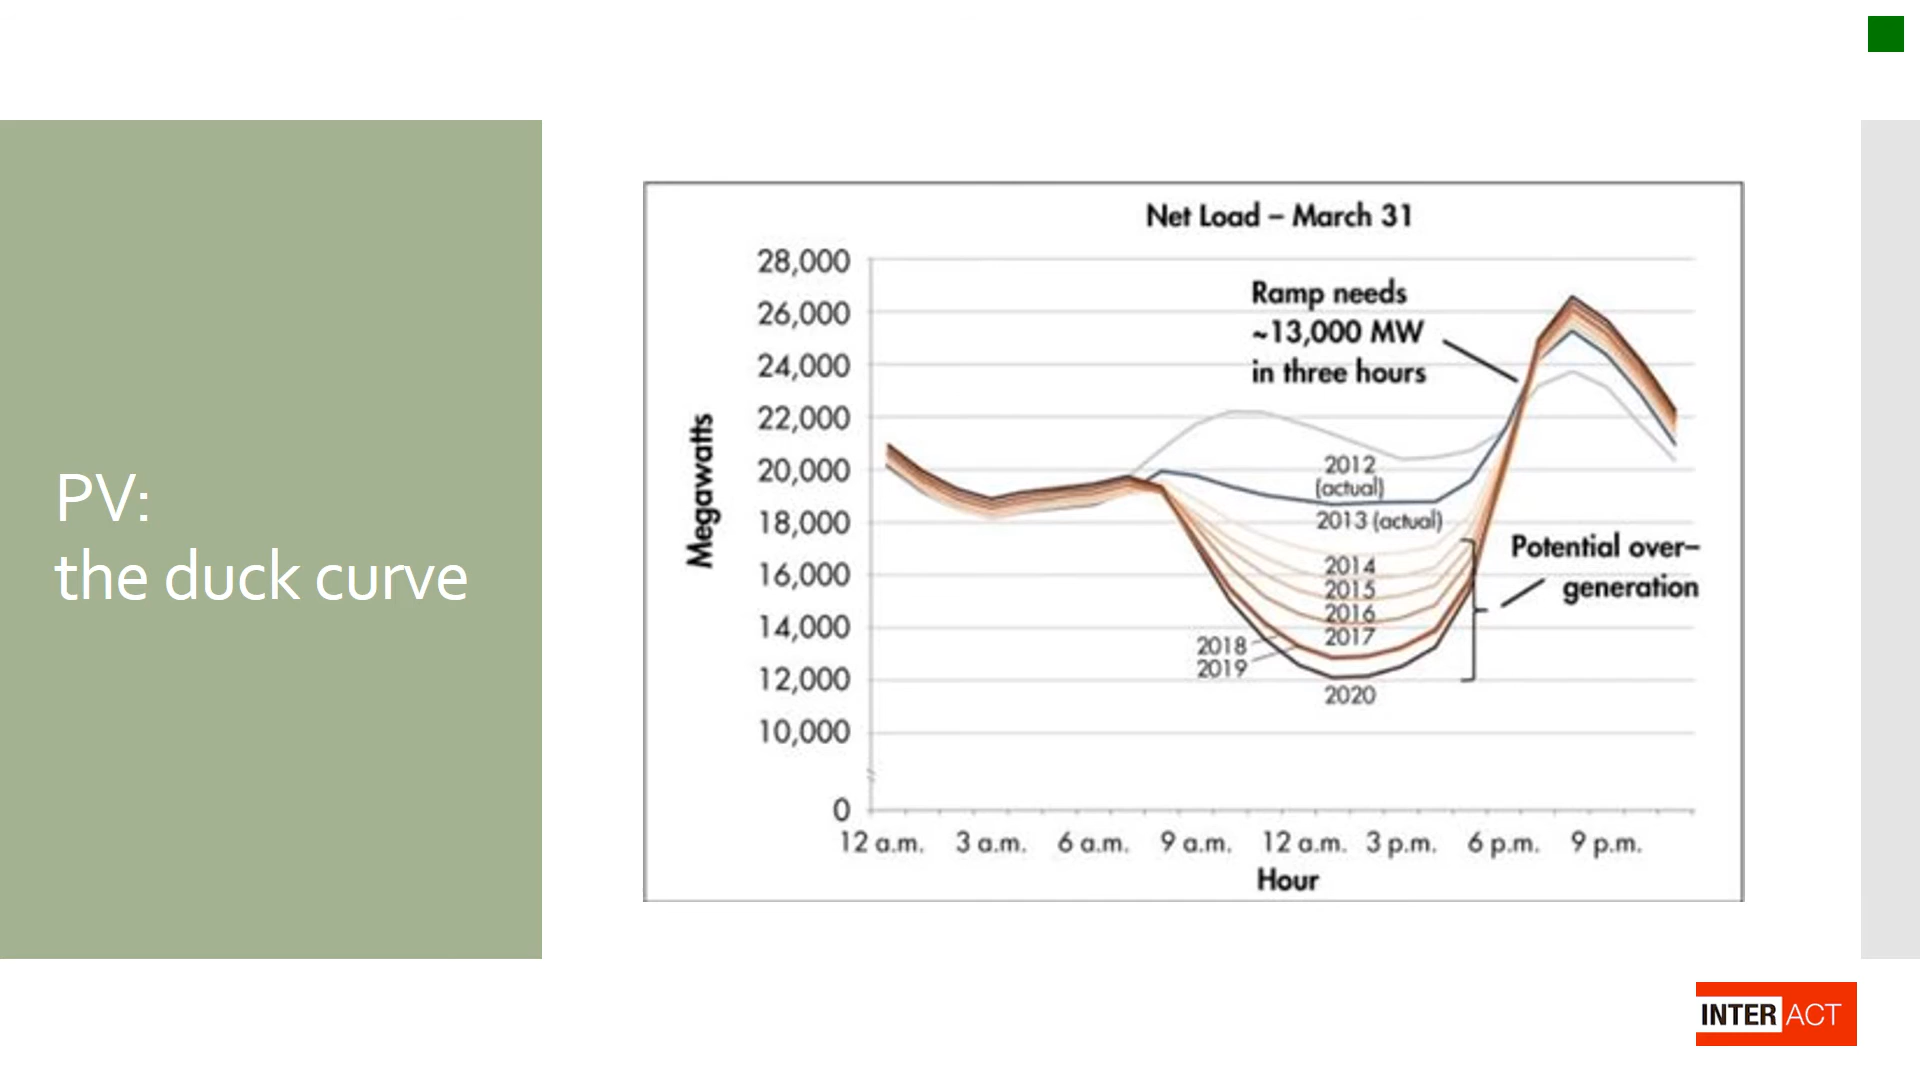 PV:
the duck curve
Net Load – March 31
28,000
26,000
24,000
22,000
20,000
18,000
16,000
14,000
12,000
10,000
0
Megawatts
Ramp needs
~13,000 MW
in three hours
2012
(actual)
2013 (actual)
2014
2015
2016
2017
2018
2019
2020
Potential over–
generation
12 a.m. 3 a.m. 6 a.m. 9 a.m. 12 a.m. 3 p.m. 6 p.m. 9 p.m.
Hour
INTERACT